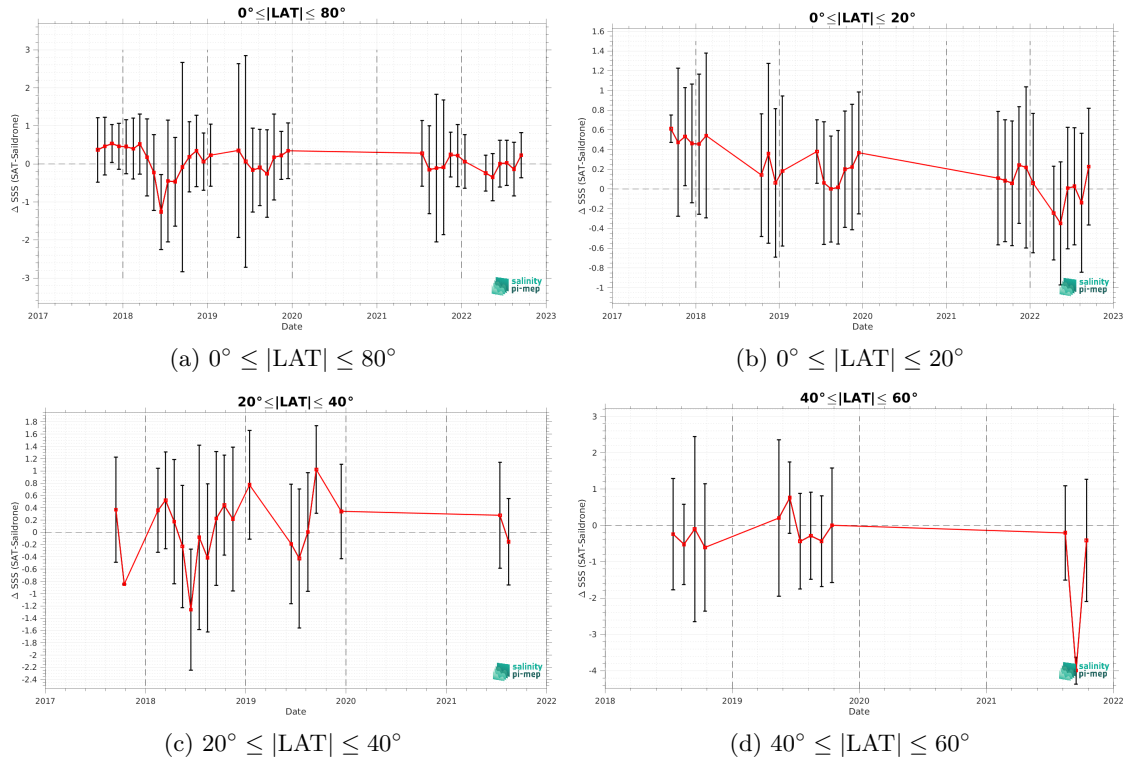 0°≤|LAT|≤ 80°
3
2
1
0
-1
-2
-3
Δ SSS (SAT-Saildrone)
2017 2018 2019 2020 2021 2022 2023
Date
salinity
pi-mep
(a) 0° ≤ |LAT| ≤ 80°
0°≤|LAT|≤ 20°
1.6
1.4
1.2
1
0.8
0.6
0.4
0.2
0
-0.2
-0.4
-0.6
-0.8
-1
Δ SSS (SAT-Saildrone)
2017 2018 2019 2020 2021 2022 2023
Date
salinity
pi-mep
(b) 0° ≤ |LAT| ≤ 20°
20°≤|LAT|≤ 40°
1.8
1.6
1.4
1.2
1
0.8
0.6
0.4
0.2
0
-0.2
-0.4
-0.6
-0.8
-1
-1.2
-1.4
-1.6
-1.8
-2
-2.2
-2.4
Δ SSS (SAT-Saildrone)
2017 2018 2019 2020 2021 2022
Date
salinity
pi-mep
(c) 20° ≤ |LAT| ≤ 40°
40°≤|LAT|≤ 60°
3
2
1
0
-1
-2
-3
-4
Δ SSS (SAT-Saildrone)
2018 2019 2020 2021 2022
Date
salinity
pi-mep
(d) 40° ≤ |LAT| ≤ 60°